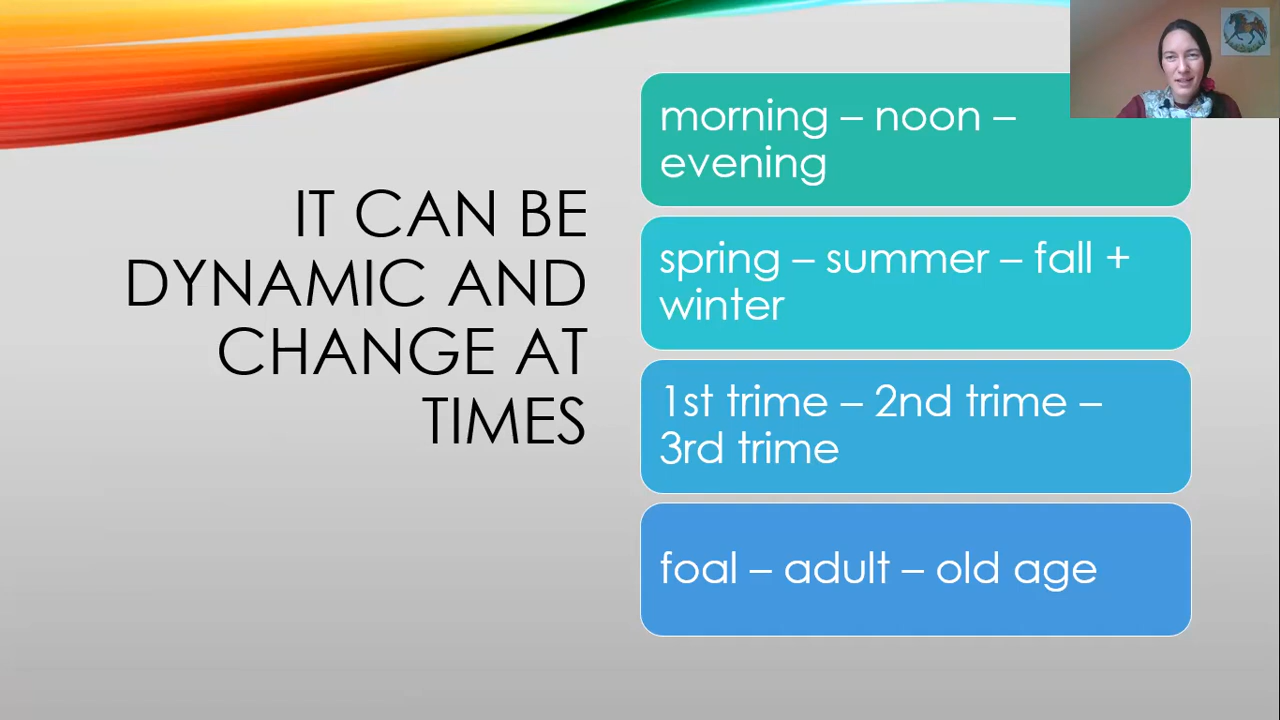 IT CAN BE
DYNAMIC AND
CHANGE AT
TIMES
morning – noon –
evening
spring – summer – fall +
winter
1st trime – 2nd trime –
3rd trime
foal – adult – old age